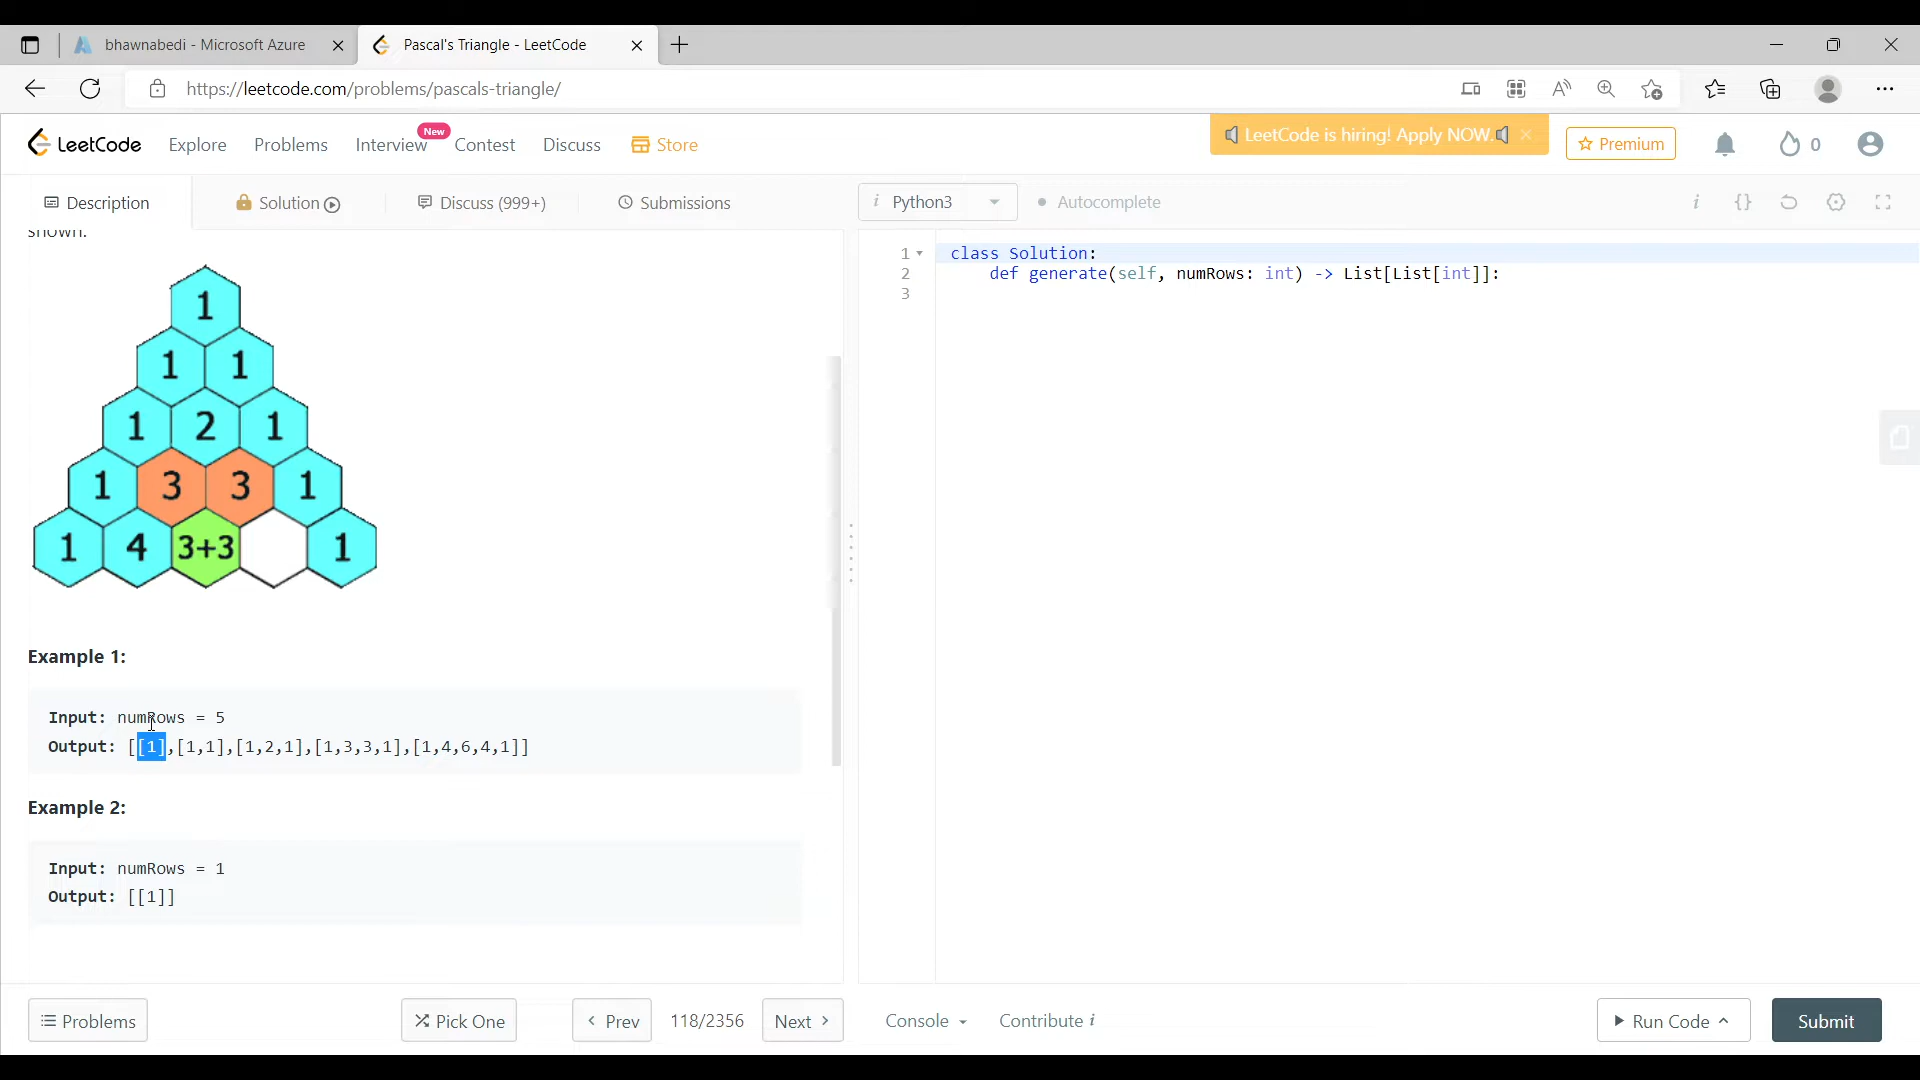 bhawnabedi - Microsoft Azure
Pascal's Triangle - LeetCode
https://leetcode.com/problems/pascals-triangle/
LeetCode Explore Problems Interview New Contest Discuss Store
LeetCode is hiring! Apply NOW.
Premium
0
Description
Solution
Discuss (999+)
Submissions
i Python3
Autocomplete
i {}
shown.
1
1 1
1 2 1
1 3 3 1
1 4 3+3 1
Example 1:
Input: numRows = 5
Output: [[1],[1,1],[1,2,1],[1,3,3,1],[1,4,6,4,1]]
Example 2:
Input: numRows = 1
Output: [[1]]
1 class Solution:
2 def generate(self, numRows: int) -> List[List[int]]:
3
Problems
Pick One
Prev
118/2356
Next
Console
Contribute i
Run Code
Submit